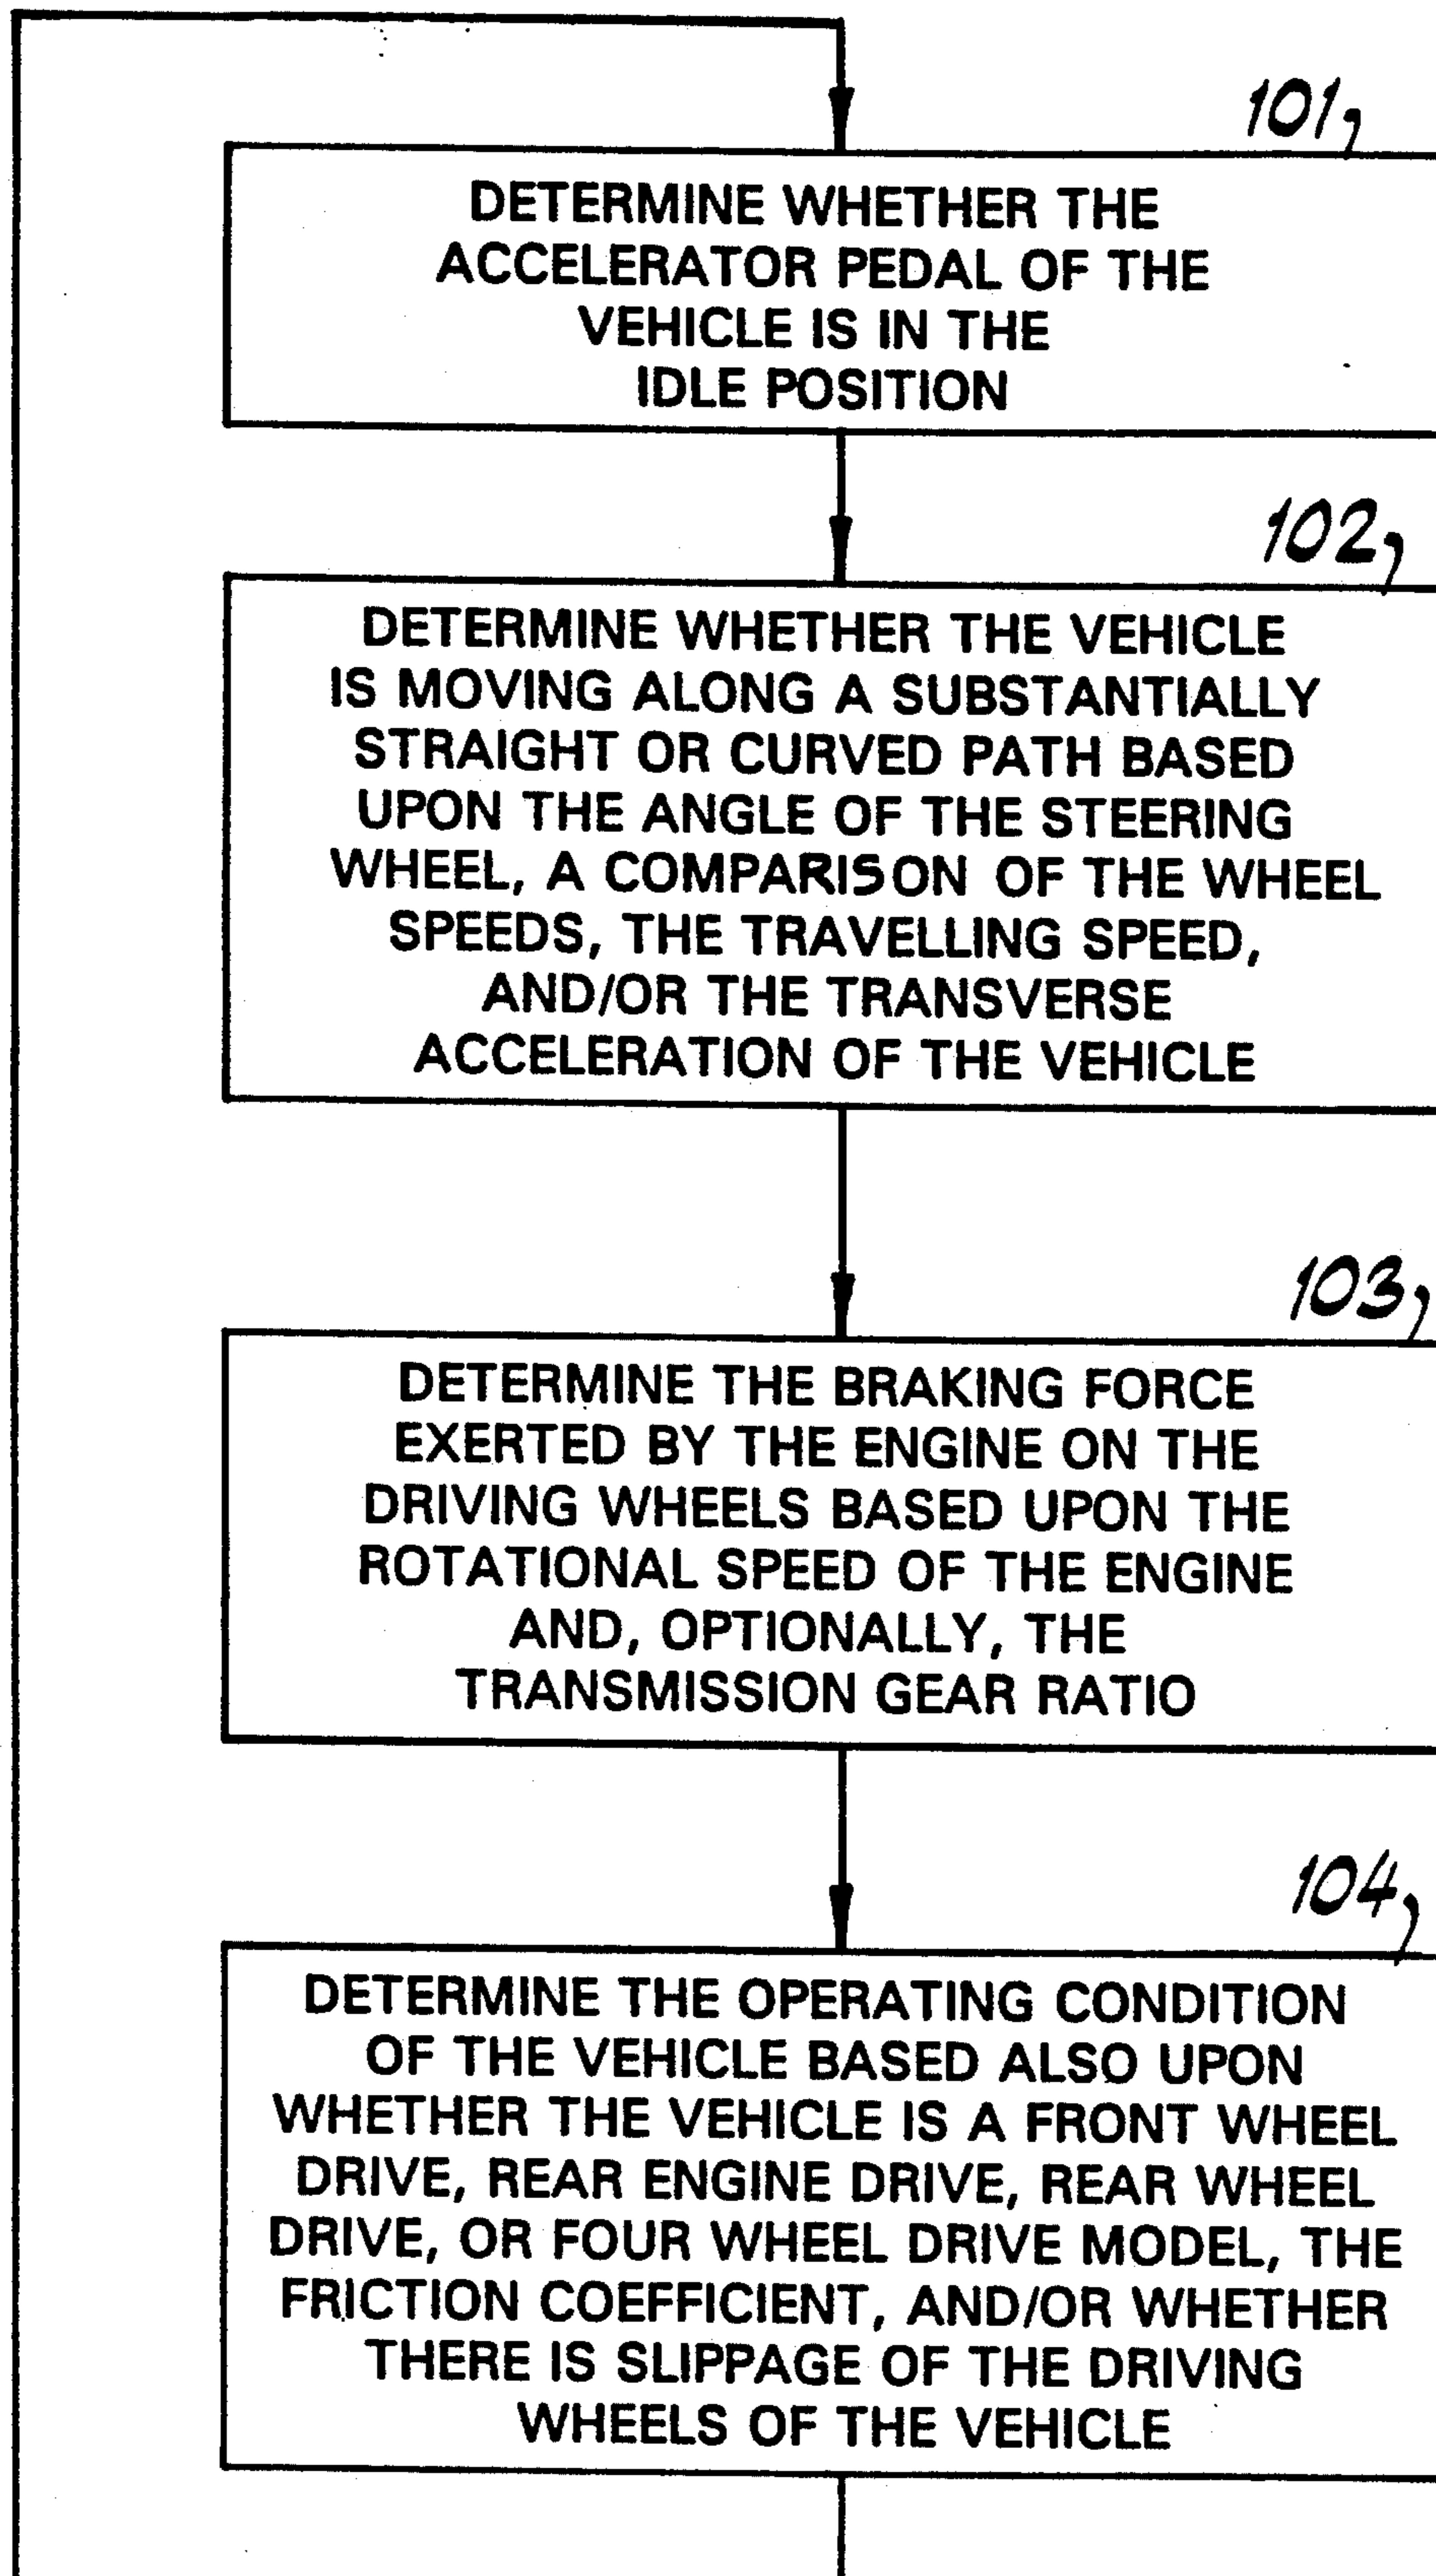 101
DETERMINE WHETHER THE
ACCELERATOR PEDAL OF THE
VEHICLE IS IN THE
IDLE POSITION
102
DETERMINE WHETHER THE VEHICLE
IS MOVING ALONG A SUBSTANTIALLY
STRAIGHT OR CURVED PATH BASED
UPON THE ANGLE OF THE STEERING
WHEEL, A COMPARISON OF THE WHEEL
SPEEDS, THE TRAVELLING SPEED,
AND/OR THE TRANSVERSE
ACCELERATION OF THE VEHICLE
103
DETERMINE THE BRAKING FORCE
EXERTED BY THE ENGINE ON THE
DRIVING WHEELS BASED UPON THE
ROTATIONAL SPEED OF THE ENGINE
AND, OPTIONALLY, THE
TRANSMISSION GEAR RATIO
104
DETERMINE THE OPERATING CONDITION
OF THE VEHICLE BASED ALSO UPON
WHETHER THE VEHICLE IS A FRONT WHEEL
DRIVE, REAR ENGINE DRIVE, REAR WHEEL
DRIVE, OR FOUR WHEEL DRIVE MODEL, THE
FRICTION COEFFICIENT, AND/OR WHETHER
THERE IS SLIPPAGE OF THE DRIVING
WHEELS OF THE VEHICLE